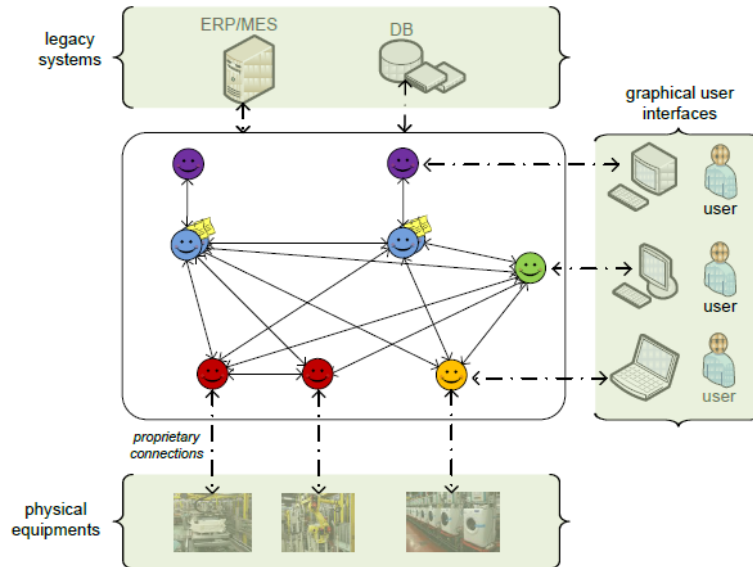 ERP/MES
DB
legacy
systems
graphical user
interfaces
user
user
user
proprietary
connections
physical
equipments